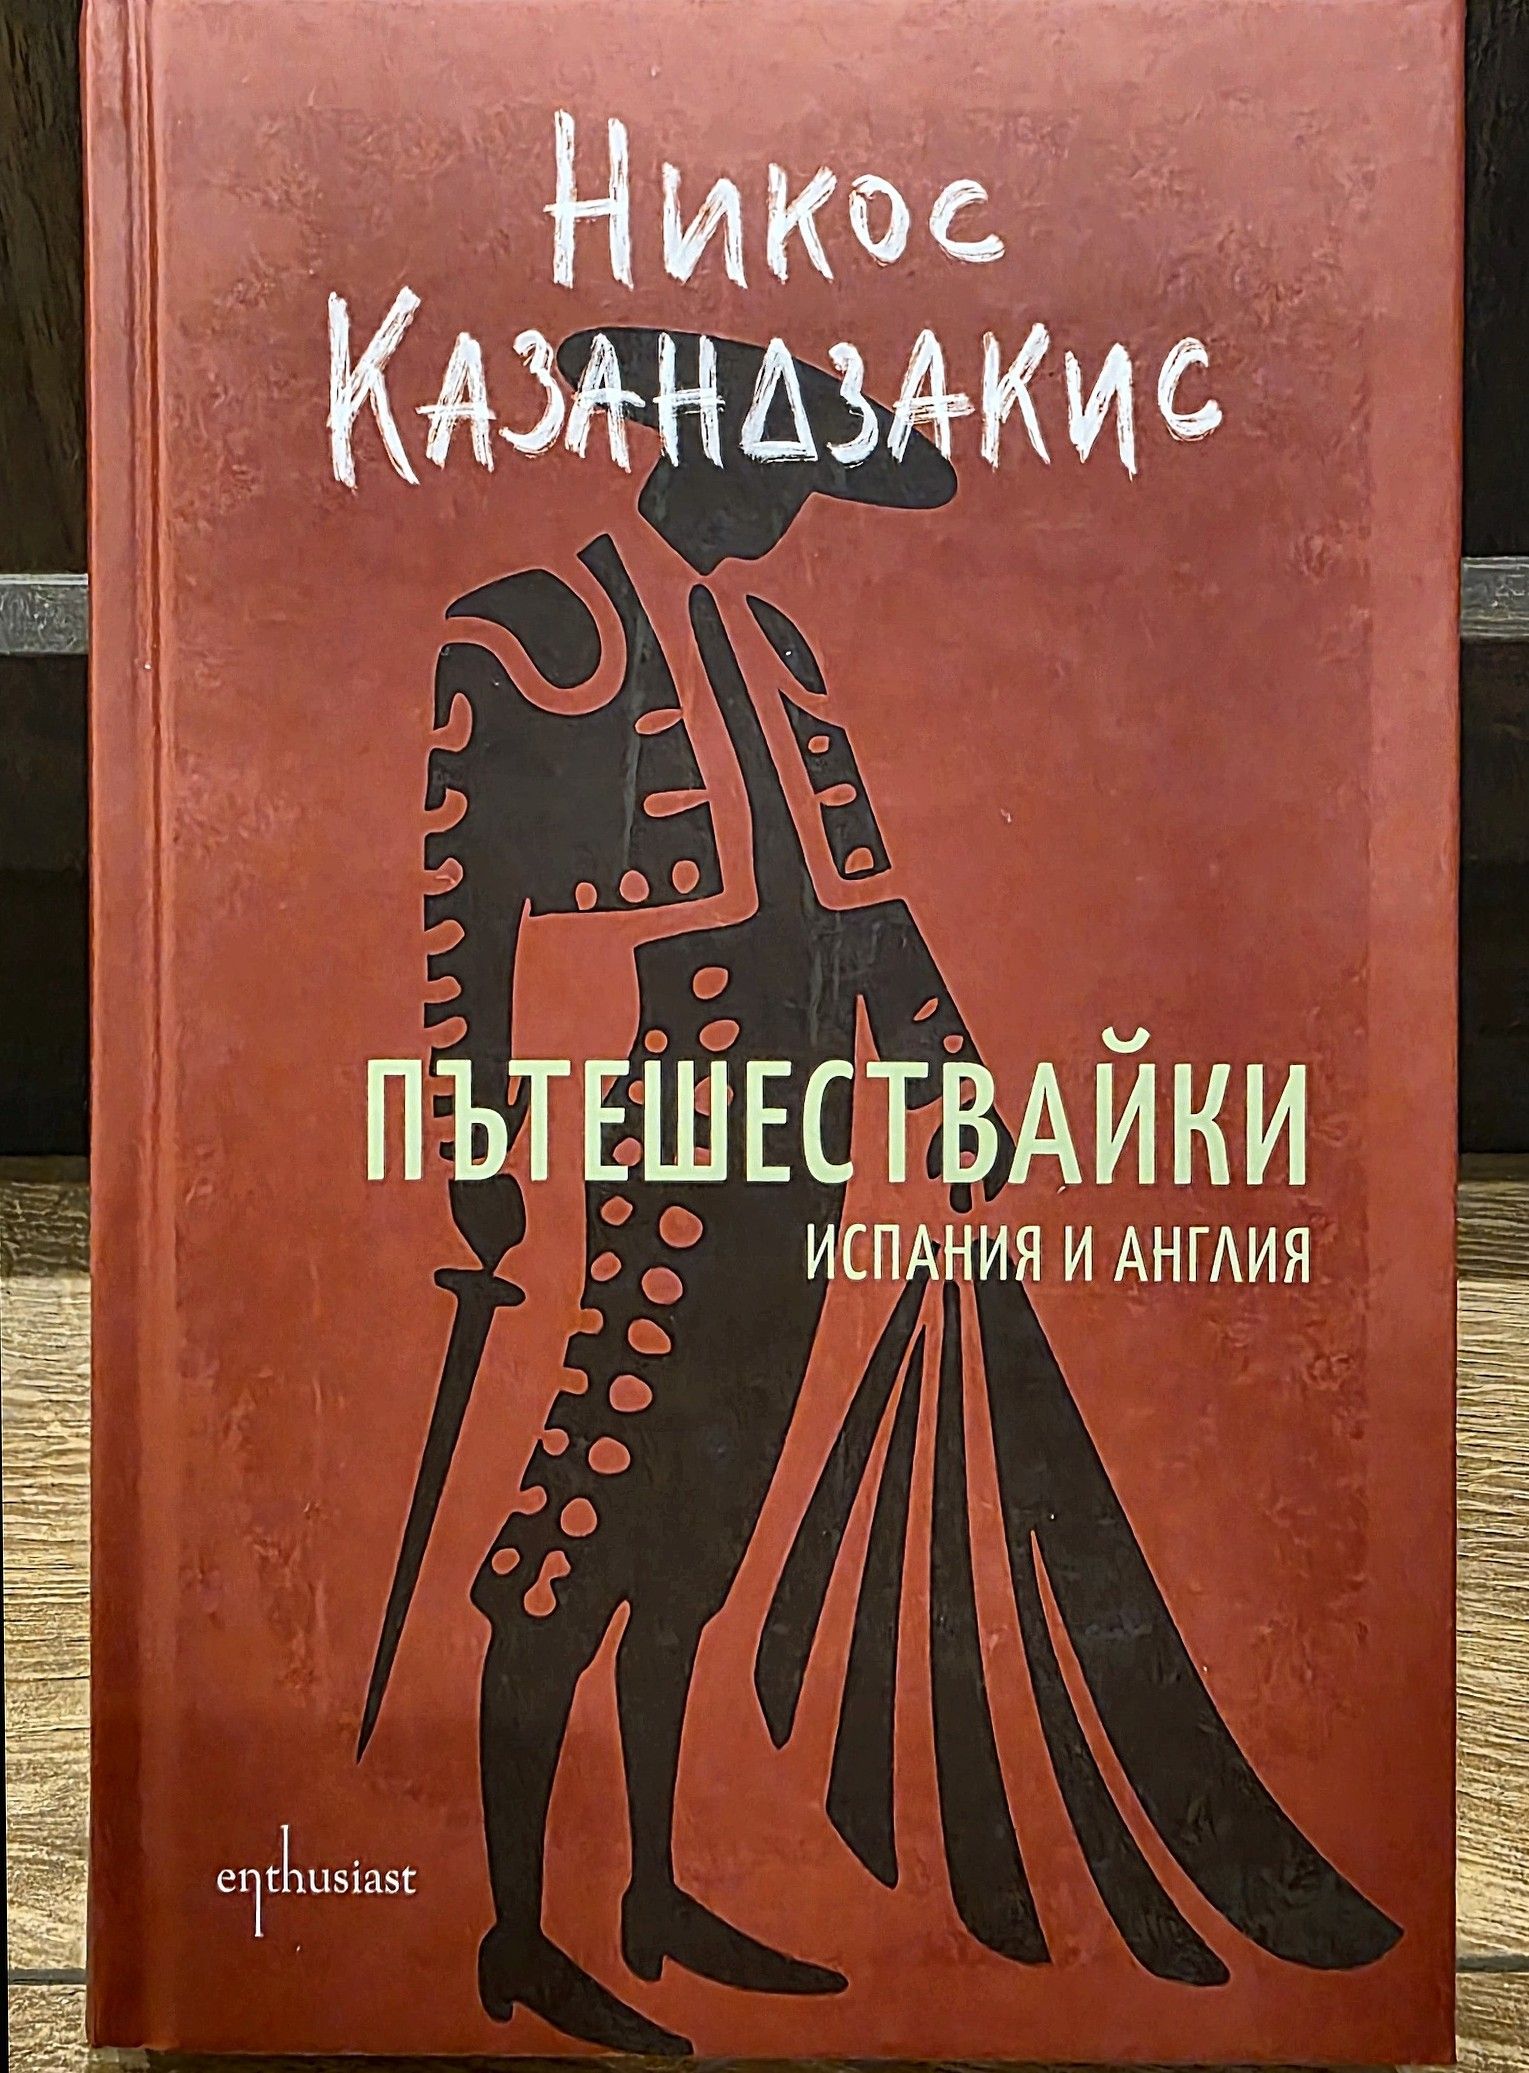 Никос
Казандзакис
ПЪТЕШЕСТВАЙКИ
ИСПАНИЯ И АНГЛИЯ
enthusiast